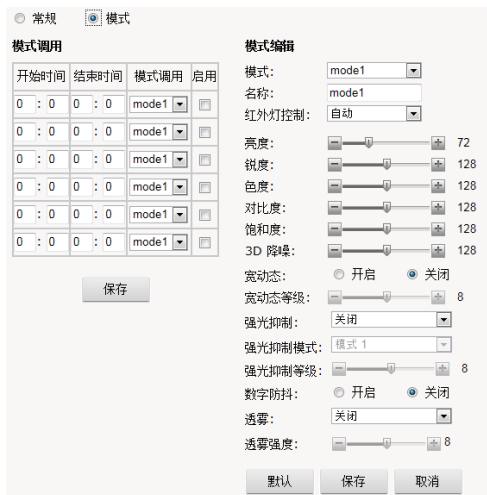 常规 模式
模式调用
开始时间 结束时间 模式调用 启用
0 : 0 0 : 0 mode1
0 : 0 0 : 0 mode1
0 : 0 0 : 0 mode1
0 : 0 0 : 0 mode1
0 : 0 0 : 0 mode1
0 : 0 0 : 0 mode1
保存
模式编辑
模式: mode1
名称: mode1
红外灯控制: 自动
亮度: 72
锐度: 128
色度: 128
对比度: 128
饱和度: 128
3D 降噪: 128
宽动态: 开启 关闭
宽动态等级: 8
强光抑制: 关闭
强光抑制模式: 模式 1
强光抑制等级: 8
数字防抖: 开启 关闭
透雾: 关闭
透雾强度: 8
默认 保存 取消